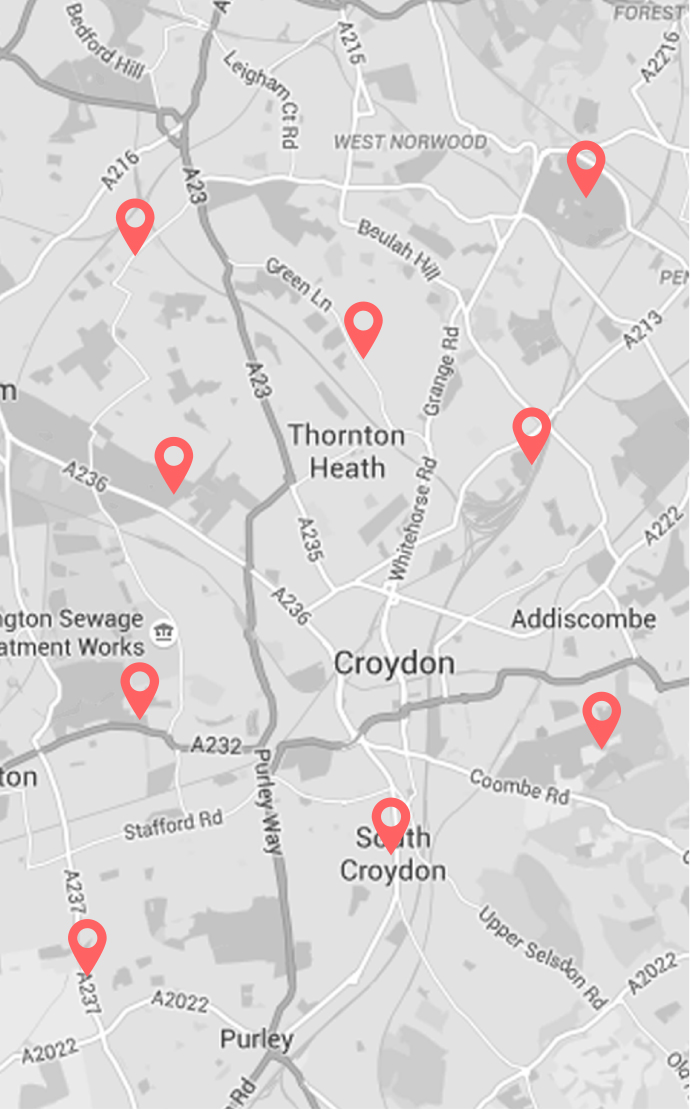 FOREST
Bedford Hill
A215
A2216
Leigham Ct Rd
WEST NORWOOD
A216
A23
Beulah Hill
Green Ln
PEN
A213
Grange Rd
A23
m
Thornton
Heath
A236
Whitehorse Rd
A235
A222
A236
ngton Sewage
atment Works
Addiscombe
Croydon
A232
ton
Purley Way
Coombe Rd
Stafford Rd
South
Croydon
A237
Upper Selsdon Rd
A2022
A237
A2022
Purley
A2022
Rd